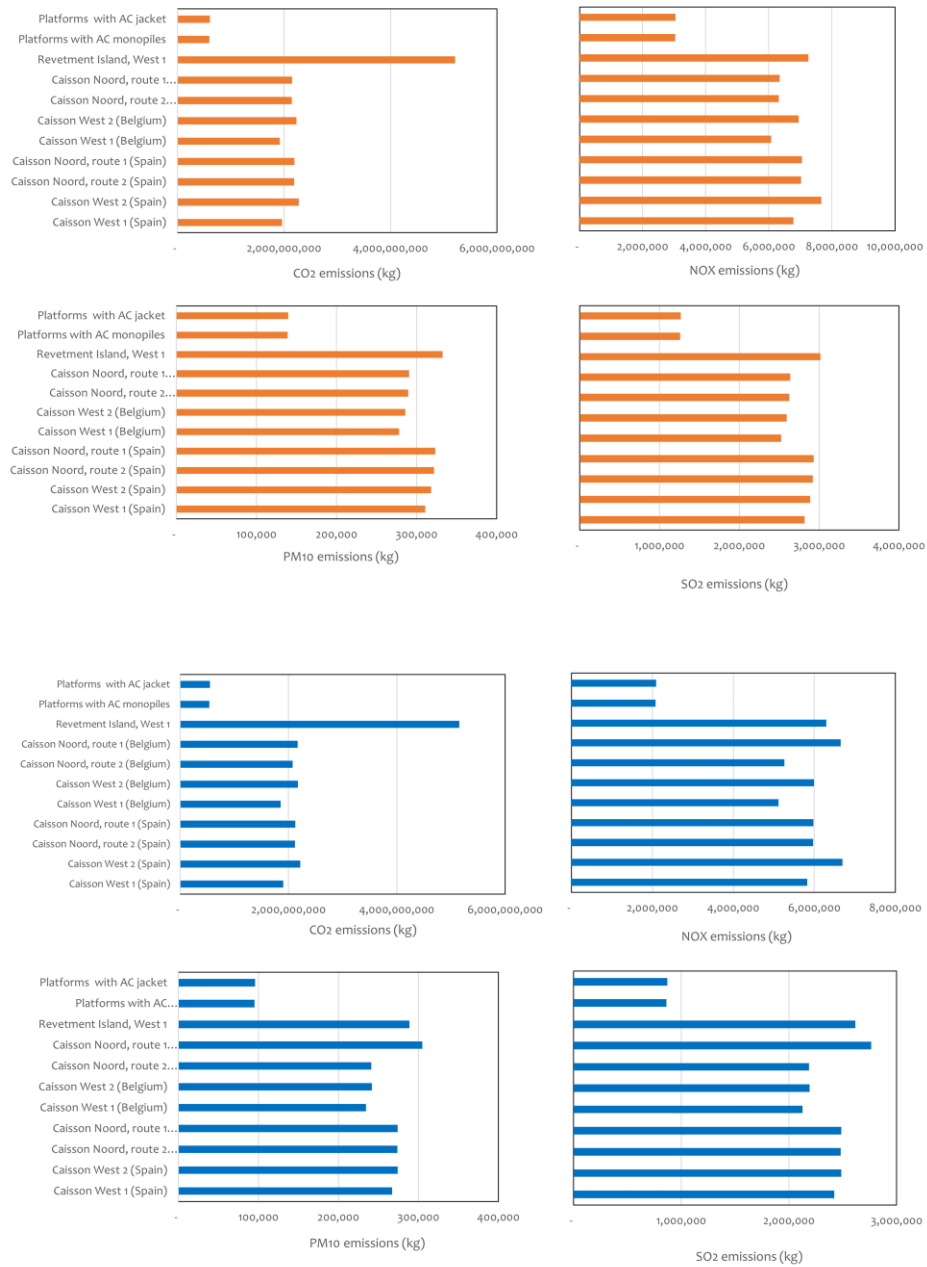 Platforms with AC jacket
Platforms with AC monopiles
Revetment Island, West 1
Caisson Noord, route 1...
Caisson Noord, route 2...
Caisson West 2 (Belgium)
Caisson West 1 (Belgium)
Caisson Noord, route 1 (Spain)
Caisson Noord, route 2 (Spain)
Caisson West 2 (Spain)
Caisson West 1 (Spain)
- 2,000,000,000 4,000,000,000 6,000,000,000
CO2 emissions (kg)
- 2,000,000 4,000,000 6,000,000 8,000,000 10,000,000
NOX emissions (kg)
Platforms with AC jacket
Platforms with AC monopiles
Revetment Island, West 1
Caisson Noord, route 1...
Caisson Noord, route 2...
Caisson West 2 (Belgium)
Caisson West 1 (Belgium)
Caisson Noord, route 1 (Spain)
Caisson Noord, route 2 (Spain)
Caisson West 2 (Spain)
Caisson West 1 (Spain)
- 100,000 200,000 300,000 400,000
PM10 emissions (kg)
- 1,000,000 2,000,000 3,000,000 4,000,000
SO2 emissions (kg)
Platforms with AC jacket
Platforms with AC monopiles
Revetment Island, West 1
Caisson Noord, route 1 (Belgium)
Caisson Noord, route 2 (Belgium)
Caisson West 2 (Belgium)
Caisson West 1 (Belgium)
Caisson Noord, route 1 (Spain)
Caisson Noord, route 2 (Spain)
Caisson West 2 (Spain)
Caisson West 1 (Spain)
- 2,000,000,000 4,000,000,000 6,000,000,000
CO2 emissions (kg)
- 2,000,000 4,000,000 6,000,000 8,000,000
NOX emissions (kg)
Platforms with AC jacket
Platforms with AC...
Revetment Island, West 1
Caisson Noord, route 1...
Caisson Noord, route 2...
Caisson West 2 (Belgium)
Caisson West 1 (Belgium)
Caisson Noord, route 1...
Caisson Noord, route 2...
Caisson West 2 (Spain)
Caisson West 1 (Spain)
- 100,000 200,000 300,000 400,000
PM10 emissions (kg)
- 1,000,000 2,000,000 3,000,000
SO2 emissions (kg)